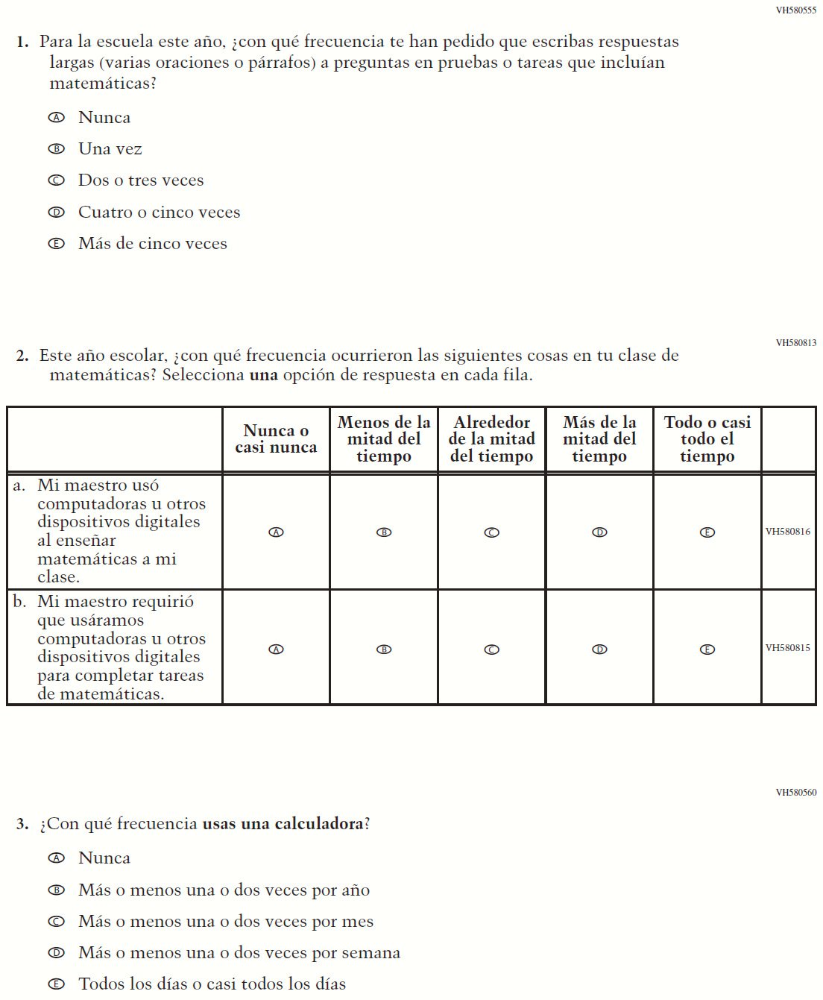 VH580555
1. Para la escuela este año, ¿con qué frecuencia te han pedido que escribas respuestas
largas (varias oraciones o párrafos) a preguntas en pruebas o tareas que incluían
matemáticas?
A Nunca
B Una vez
C Dos o tres veces
D Cuatro o cinco veces
E Más de cinco veces
VH580813
2. Este año escolar, ¿con qué frecuencia ocurrieron las siguientes cosas en tu clase de
matemáticas? Selecciona una opción de respuesta en cada fila.
Nunca o
casi nunca
Menos de la
mitad del
tiempo
Alrededor
de la mitad
del tiempo
Más de la
mitad del
tiempo
Todo o casi
todo el
tiempo
a. Mi maestro usó
computadoras u otros
dispositivos digitales
al enseñar
matemáticas a mi
clase.
A B C D E VH580816
b. Mi maestro requirió
que usáramos
computadoras u otros
dispositivos digitales
para completar tareas
de matemáticas.
A B C D E VH580815
VH580560
3. ¿Con qué frecuencia usas una calculadora?
A Nunca
B Más o menos una o dos veces por año
C Más o menos una o dos veces por mes
D Más o menos una o dos veces por semana
E Todos los días o casi todos los días